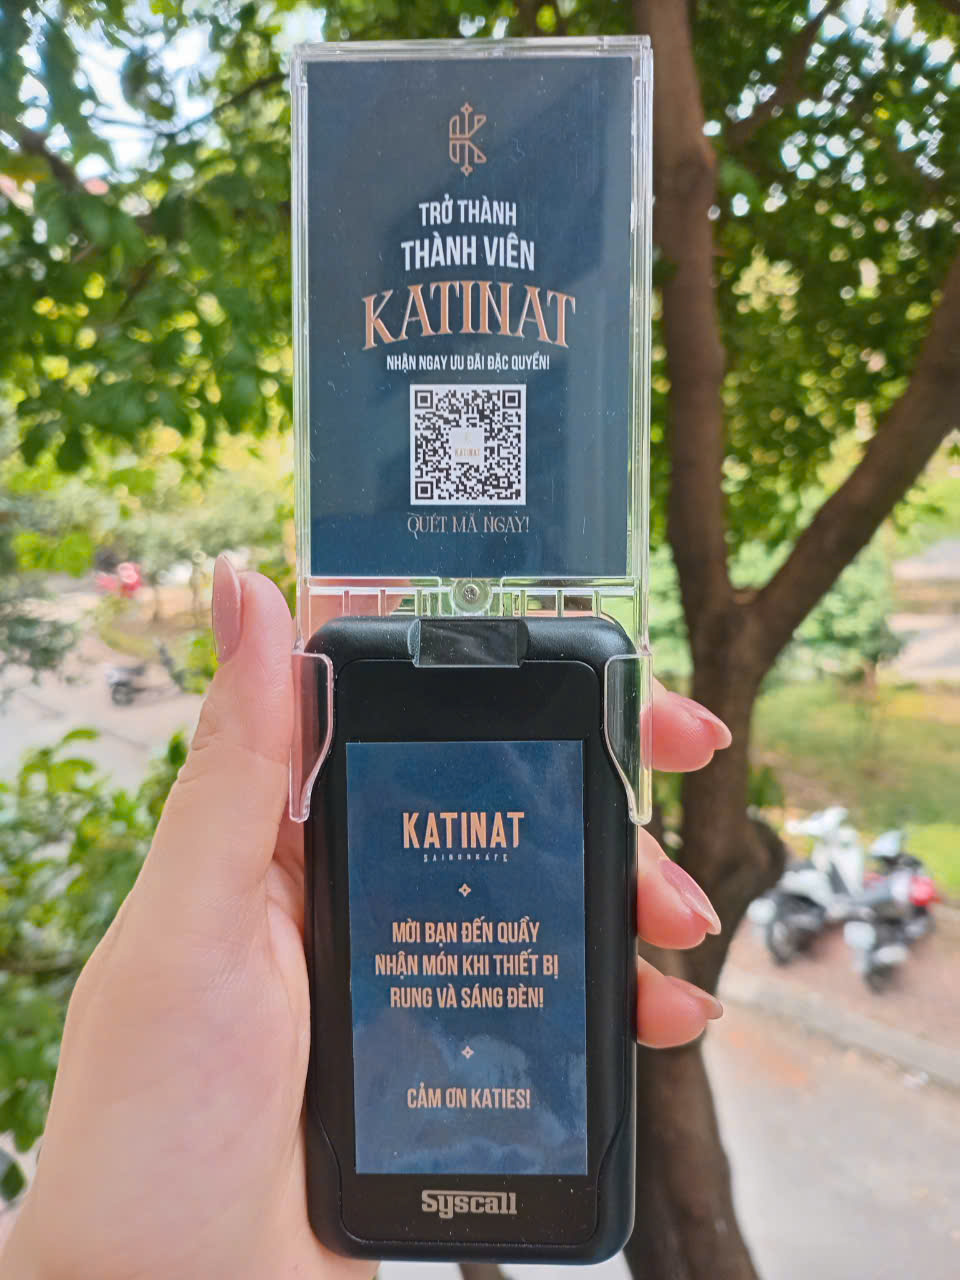 TRỞ THÀNH
THÀNH VIÊN
KATINAT
NHẬN NGAY ƯU ĐÃI ĐẶC QUYỀN!
KATINAT
QUÉT MÃ NGAY!
KATINAT
SAIGONKAFE
MỜI BẠN ĐẾN QUẦY
NHẬN MÓN KHI THIẾT BỊ
RUNG VÀ SÁNG ĐÈN!
CẢM ƠN KATIES!
Syscall